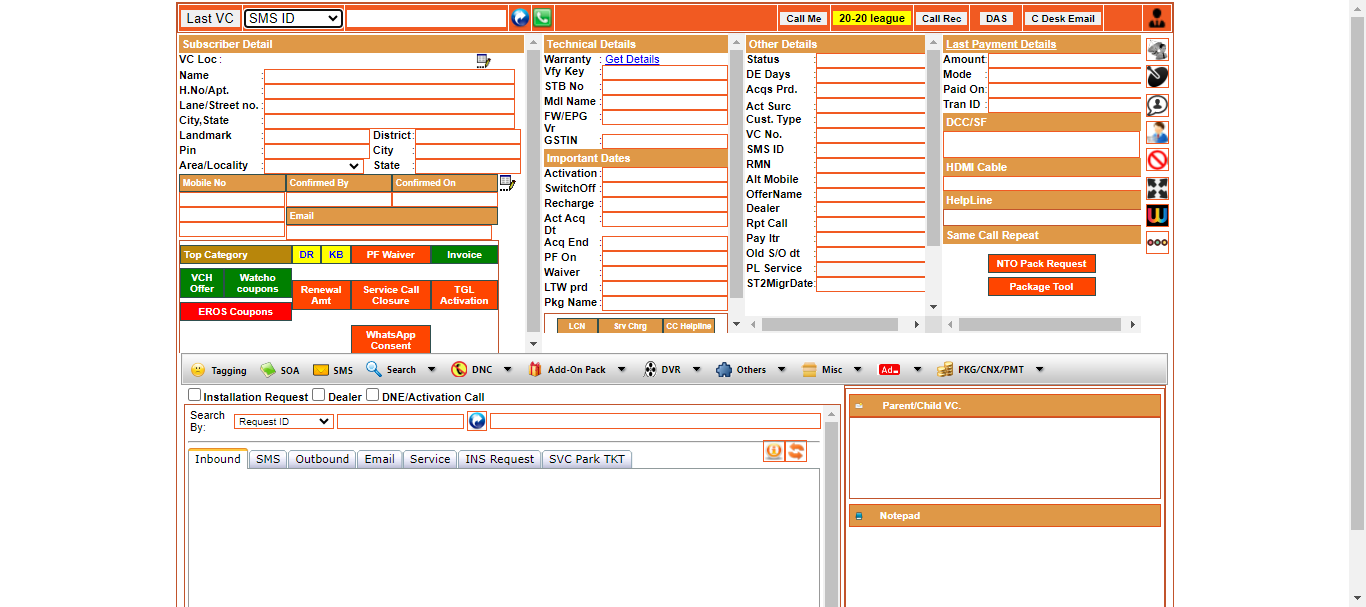 Last VC SMS ID Call Me 20-20 league Call Rec DAS C Desk Email
Subscriber Detail
VC Loc :
Name :
H.No/Apt. :
Lane/Street no. :
City,State :
Landmark : District :
Pin : City :
Area/Locality : State :
Mobile No Confirmed By Confirmed On
Email
Top Category DR KB PF Waiver Invoice
VCH Offer
Watcho coupons
Renewal Amt
Service Call Closure
TGL Activation
EROS Coupons
WhatsApp Consent
Technical Details
Warranty : Get Details
Vfy Key :
STB No :
Mdl Name :
FW/EPG Vr :
GSTIN :
Important Dates
Activation :
SwitchOff :
Recharge :
Act Acq Dt :
Acq End :
PF On :
Waiver :
LTW prd :
Pkg Name :
LCN Srv Chrg CC Helpline
Other Details
Status :
DE Days :
Acqs Prd. :
Act Surc :
Cust. Type :
VC No. :
SMS ID :
RMN :
Alt Mobile :
OfferName :
Dealer :
Rpt Call :
Pay Itr :
Old S/O dt :
PL Service :
ST2MigrDate:
Last Payment Details
Amount:
Mode :
Paid On:
Tran ID :
DCC/SF
HDMI Cable
HelpLine
Same Call Repeat
NTO Pack Request
Package Tool
Tagging SOA SMS Search DNC Add-On Pack DVR Others Misc Ad PKG/CNX/PMT
Installation Request Dealer DNE/Activation Call
Search By: Request ID
Inbound SMS Outbound Email Service INS Request SVC Park TKT
Parent/Child VC.
Notepad